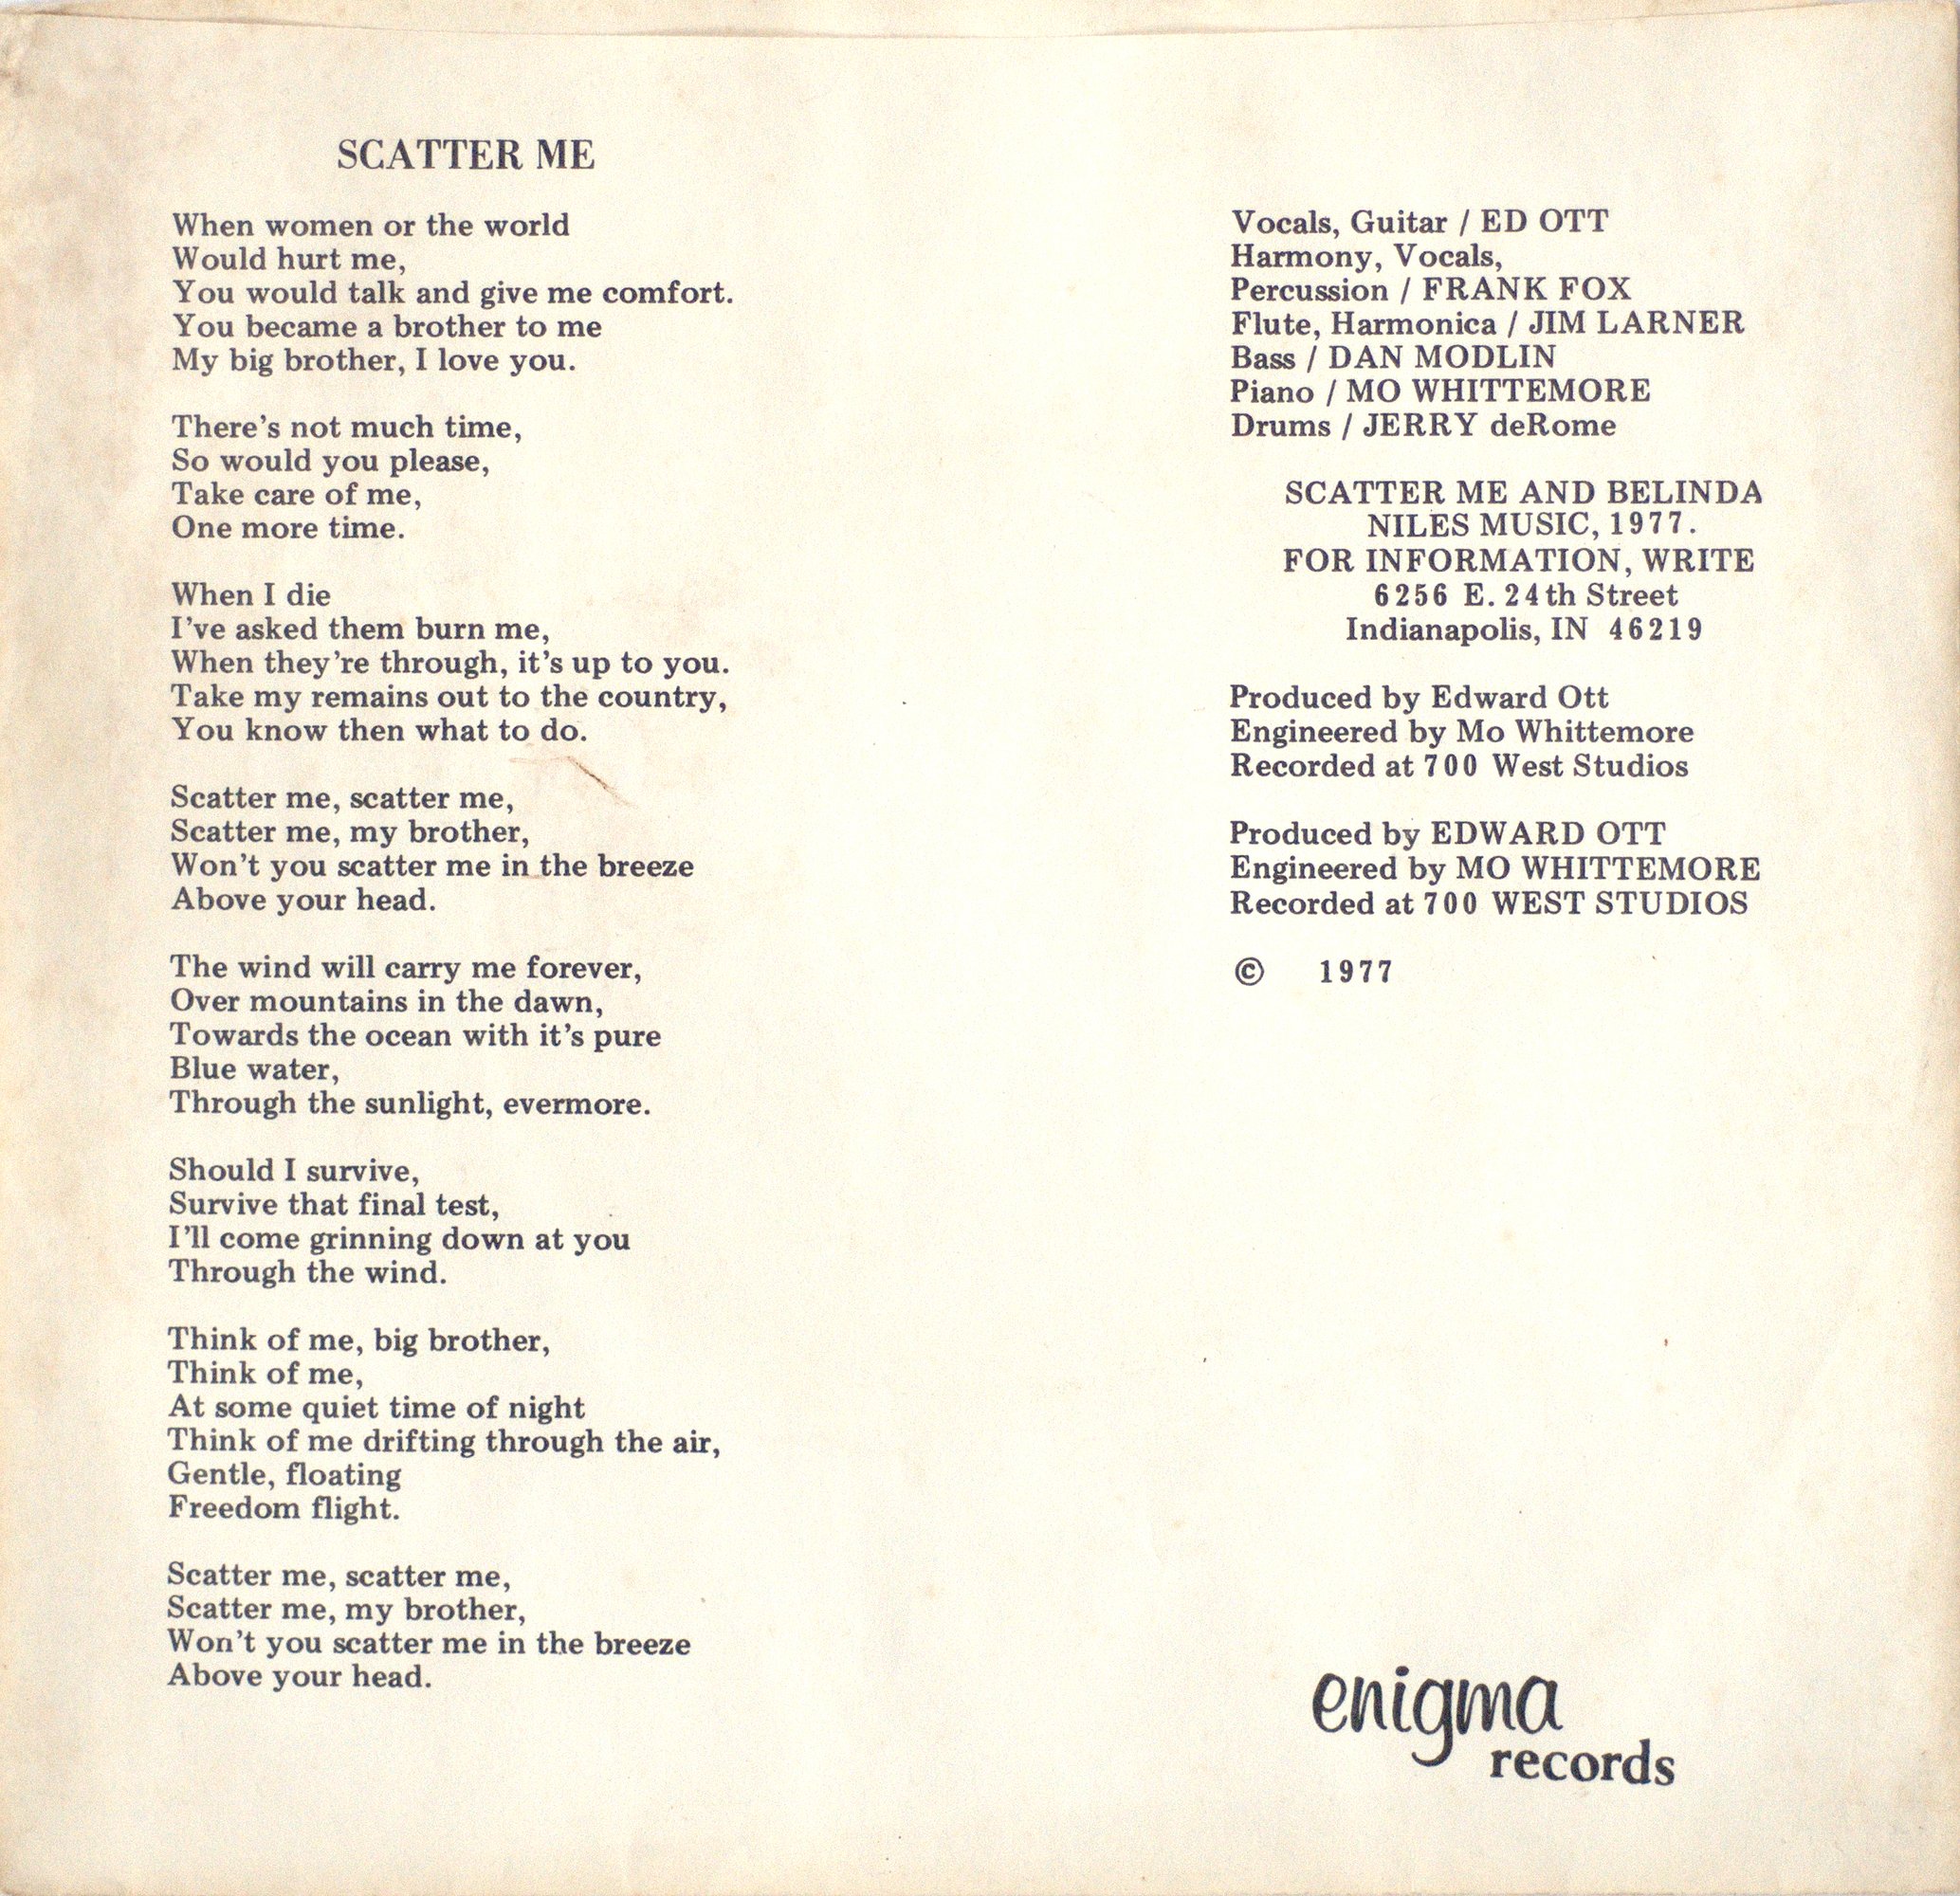 SCATTER ME
When women or the world
Would hurt me,
You would talk and give me comfort.
You became a brother to me
My big brother, I love you.
There's not much time,
So would you please,
Take care of me,
One more time.
When I die
I've asked them burn me,
When they're through, it's up to you.
Take my remains out to the country,
You know then what to do.
Scatter me, scatter me,
Scatter me, my brother,
Won't you scatter me in the breeze
Above your head.
The wind will carry me forever,
Over mountains in the dawn,
Towards the ocean with it's pure
Blue water,
Through the sunlight, evermore.
Should I survive,
Survive that final test,
I'll come grinning down at you
Through the wind.
Think of me, big brother,
Think of me,
At some quiet time of night
Think of me drifting through the air,
Gentle, floating
Freedom flight.
Scatter me, scatter me,
Scatter me, my brother,
Won't you scatter me in the breeze
Above your head.
Vocals, Guitar / ED OTT
Harmony, Vocals,
Percussion / FRANK FOX
Flute, Harmonica / JIM LARNER
Bass / DAN MODLIN
Piano / MO WHITTEMORE
Drums / JERRY deRome
SCATTER ME AND BELINDA
NILES MUSIC, 1977.
FOR INFORMATION, WRITE
6256 E. 24th Street
Indianapolis, IN 46219
Produced by Edward Ott
Engineered by Mo Whittemore
Recorded at 700 West Studios
Produced by EDWARD OTT
Engineered by MO WHITTEMORE
Recorded at 700 WEST STUDIOS
© 1977
enigma
records